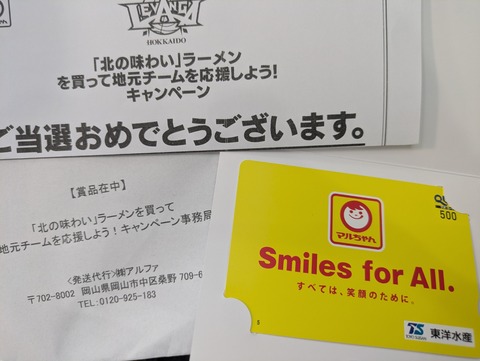 LEVANGA
HOKKAIDO
「北の味わい」ラーメン
を買って地元チームを応援しよう!
キャンペーン
ご当選おめでとうございます。
【賞品在中】
「北の味わい」ラーメンを買って
地元チームを応援しよう!キャンペーン事務局
<発送代行>㈱アルファ
〒702-8002 岡山県岡山市中区桑野 709-6
TEL:0120-925-183
QU
500
マルちゃん
Smiles for All.
すべては、笑顔のために。
TS
TOYO SUISAN
東洋水産